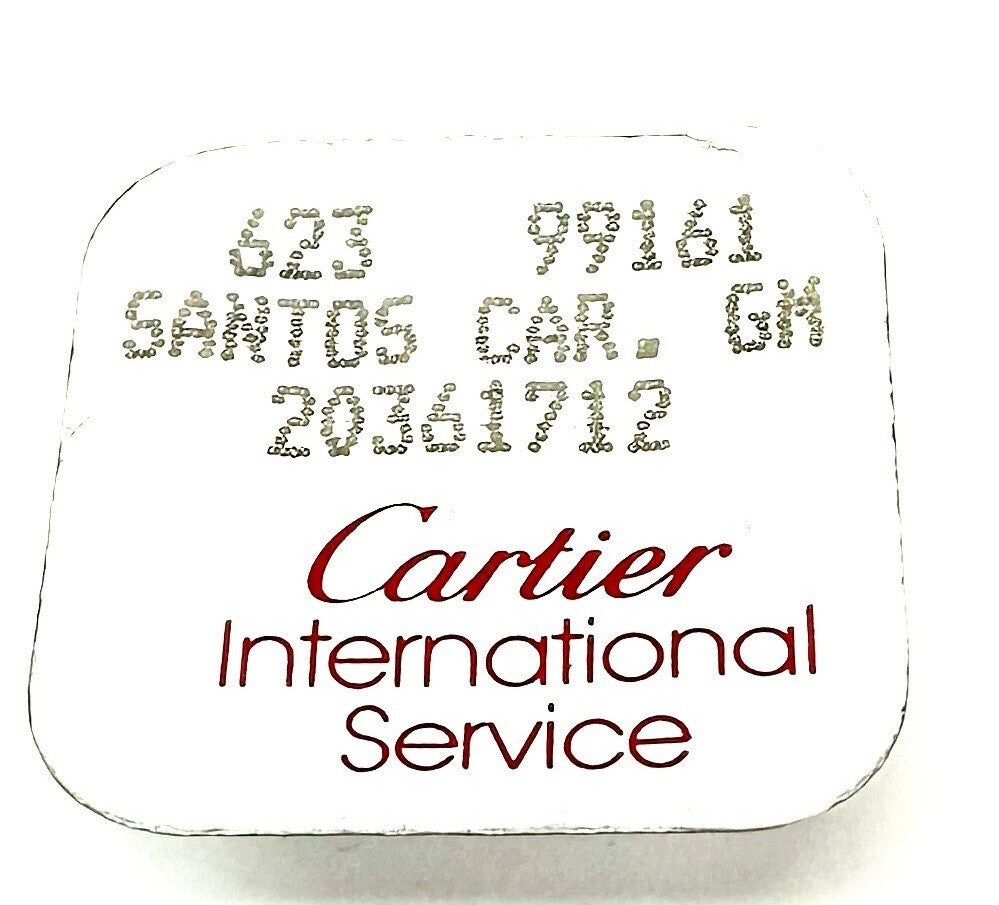 623 99161
SANTOS CAR. GM
20361712
Cartier
International
Service